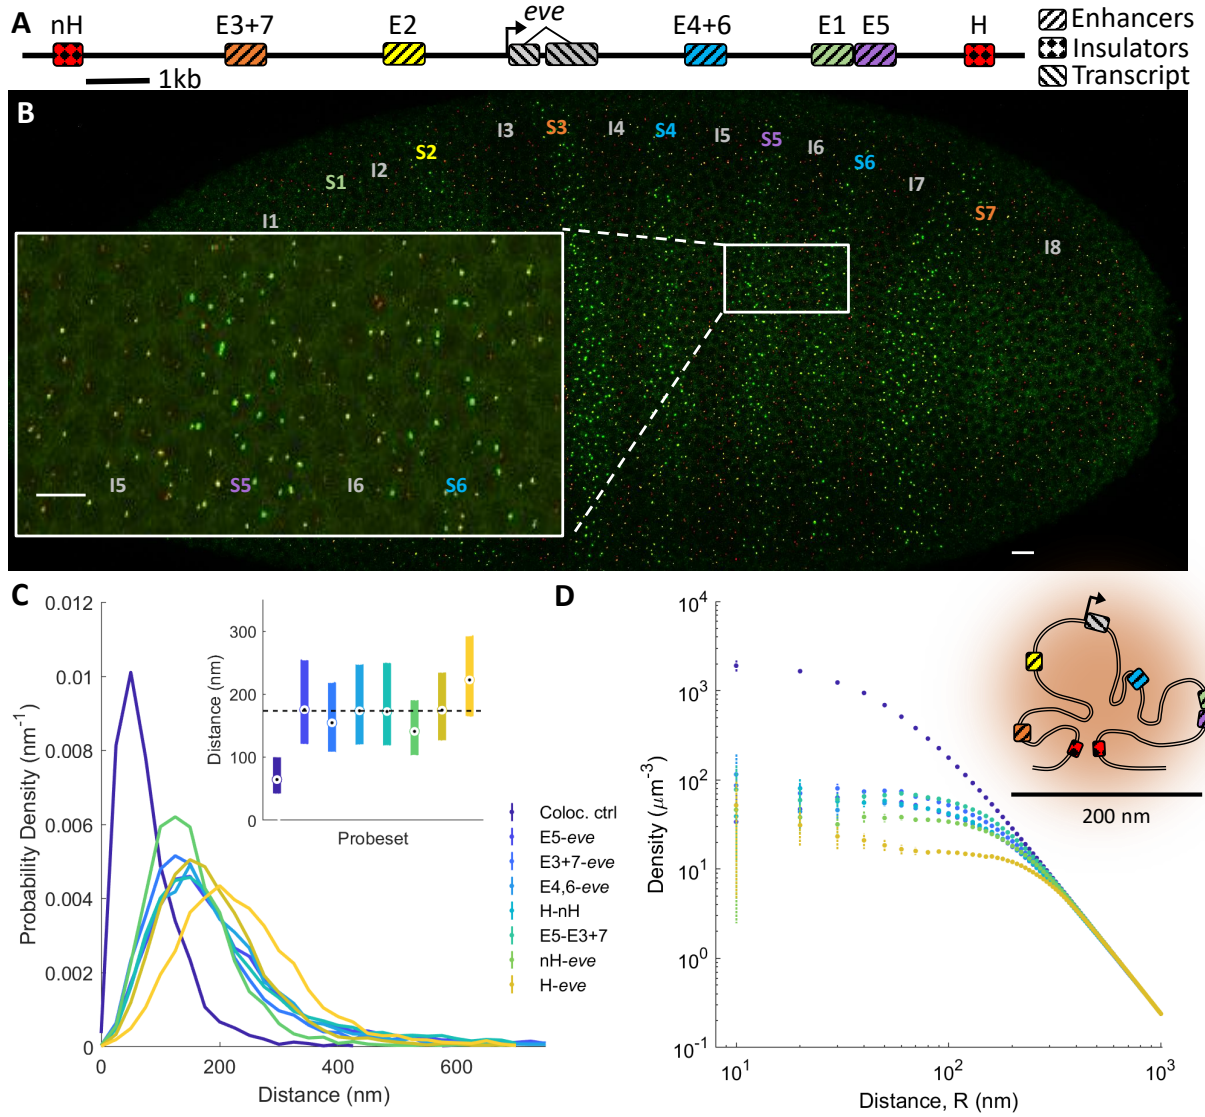 A
nH E3+7 E2 eve E4+6 E1 E5 H
Enhancers
Insulators
Transcript
1kb
B
I1 S1 I2 S2 I3 S3 I4 S4 I5 S5 I6 S6 I7 S7 I8
I5 S5 I6 S6
C
Probability Density (nm⁻¹)
0.012
0.01
0.008
0.006
0.004
0.002
0
0 200 400 600
Distance (nm)
Distance (nm)
300
200
100
0
Probeset
Coloc. ctrl
E5-eve
E3+7-eve
E4,6-eve
H-nH
E5-E3+7
nH-eve
H-eve
D
Density (μm⁻³)
10⁴
10³
10²
10¹
10⁰
10⁻¹
10¹ 10² 10³
Distance, R (nm)
200 nm